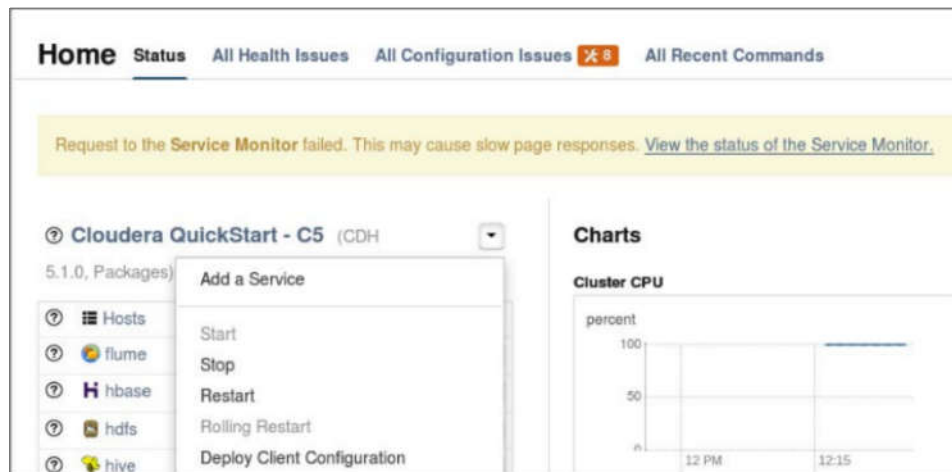 Home Status All Health Issues All Configuration Issues 8 All Recent Commands
Request to the Service Monitor failed. This may cause slow page responses. View the status of the Service Monitor.
Cloudera QuickStart - C5 (CDH
5.1.0, Packages)
Add a Service
Start
Stop
Restart
Rolling Restart
Deploy Client Configuration
Hosts
flume
hbase
hdfs
hive
Charts
Cluster CPU
percent
100
50
0
12 PM 12:15